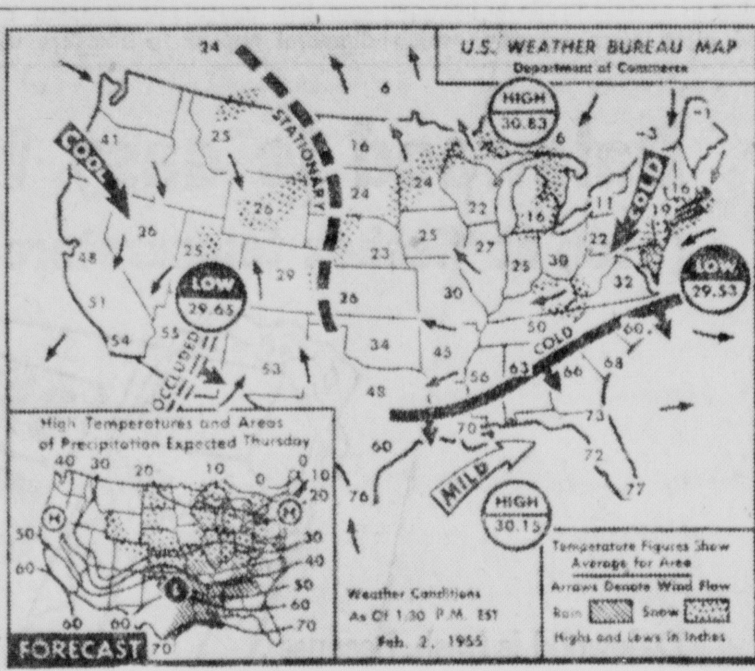 U.S. WEATHER BUREAU MAP
Department of Commerce
24
6
HIGH
30.83
-1
-3
6
41
25
STATIONARY
16
COOL
COLD
16
24
24
19
26
26
22
16
11
22
48
25
23
25
27
25
30
LOW
29.65
29
32
LOW
29.53
51
26
30
50
60
54
55
34
COLD
OCCLUDED
53
45
63
66
68
48
56
73
70
60
72
76
MILD
77
HIGH
30.15
High Temperatures and Areas
of Precipitation Expected Thursday
40 30 20 10 0 0
10
20
H
H
50
30
60
40
L
50
60
60 60
70
70
FORECAST
Weather Conditions
As Of 1:30 P.M. EST
Feb. 2, 1955
Temperature Figures Show
Average for Area
Arrows Denote Wind Flow
Rain Snow
Highs and Lows in Inches